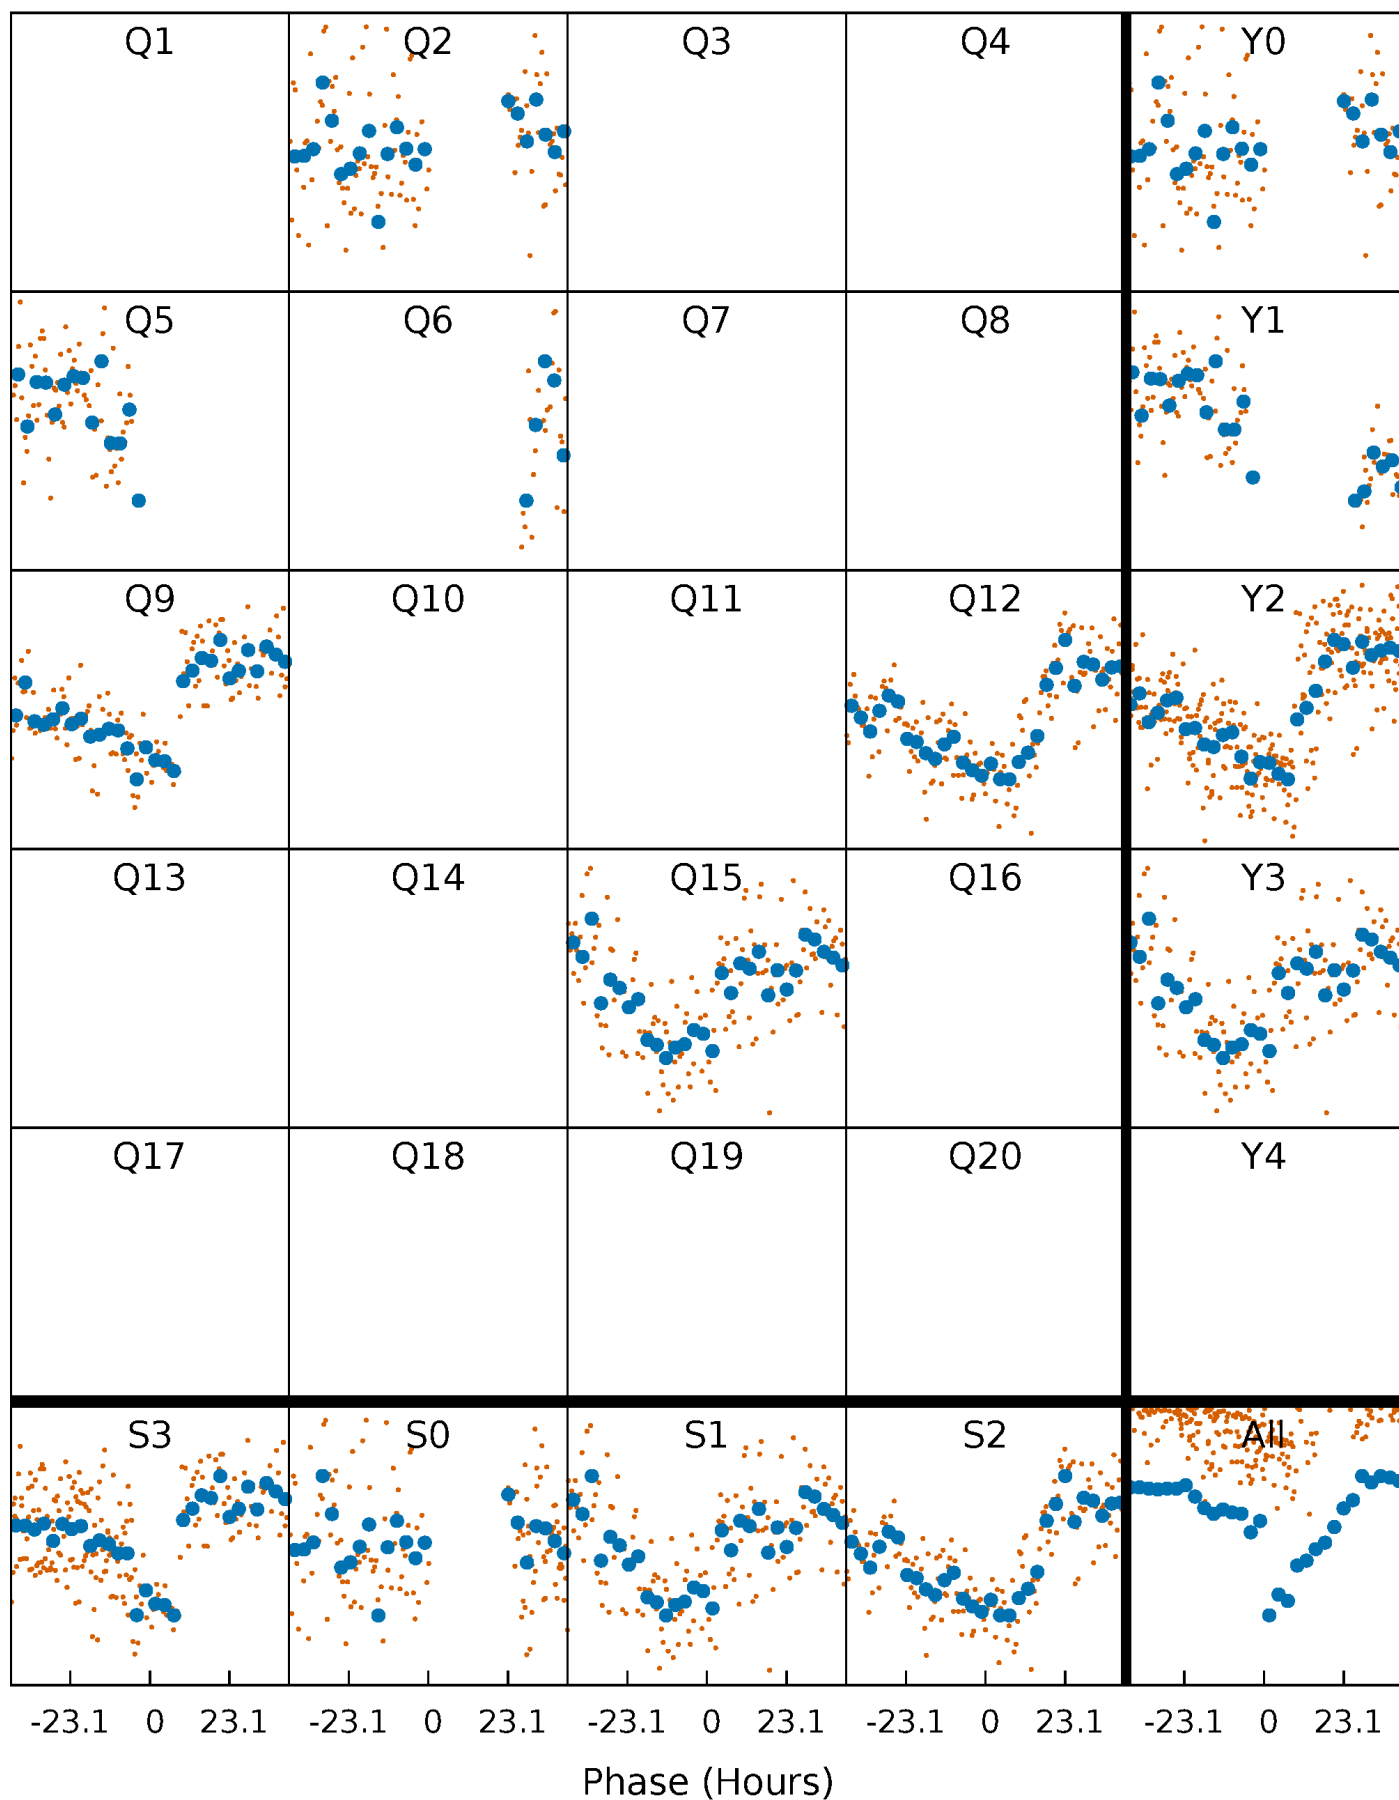 Q1 Q2 Q3 Q4 Y0
Q5 Q6 Q7 Q8 Y1
Q9 Q10 Q11 Q12 Y2
Q13 Q14 Q15 Q16 Y3
Q17 Q18 Q19 Q20 Y4
S3 S0 S1 S2 All
-23.1 0 23.1 -23.1 0 23.1 -23.1 0 23.1 -23.1 0 23.1 -23.1 0 23.1
Phase (Hours)